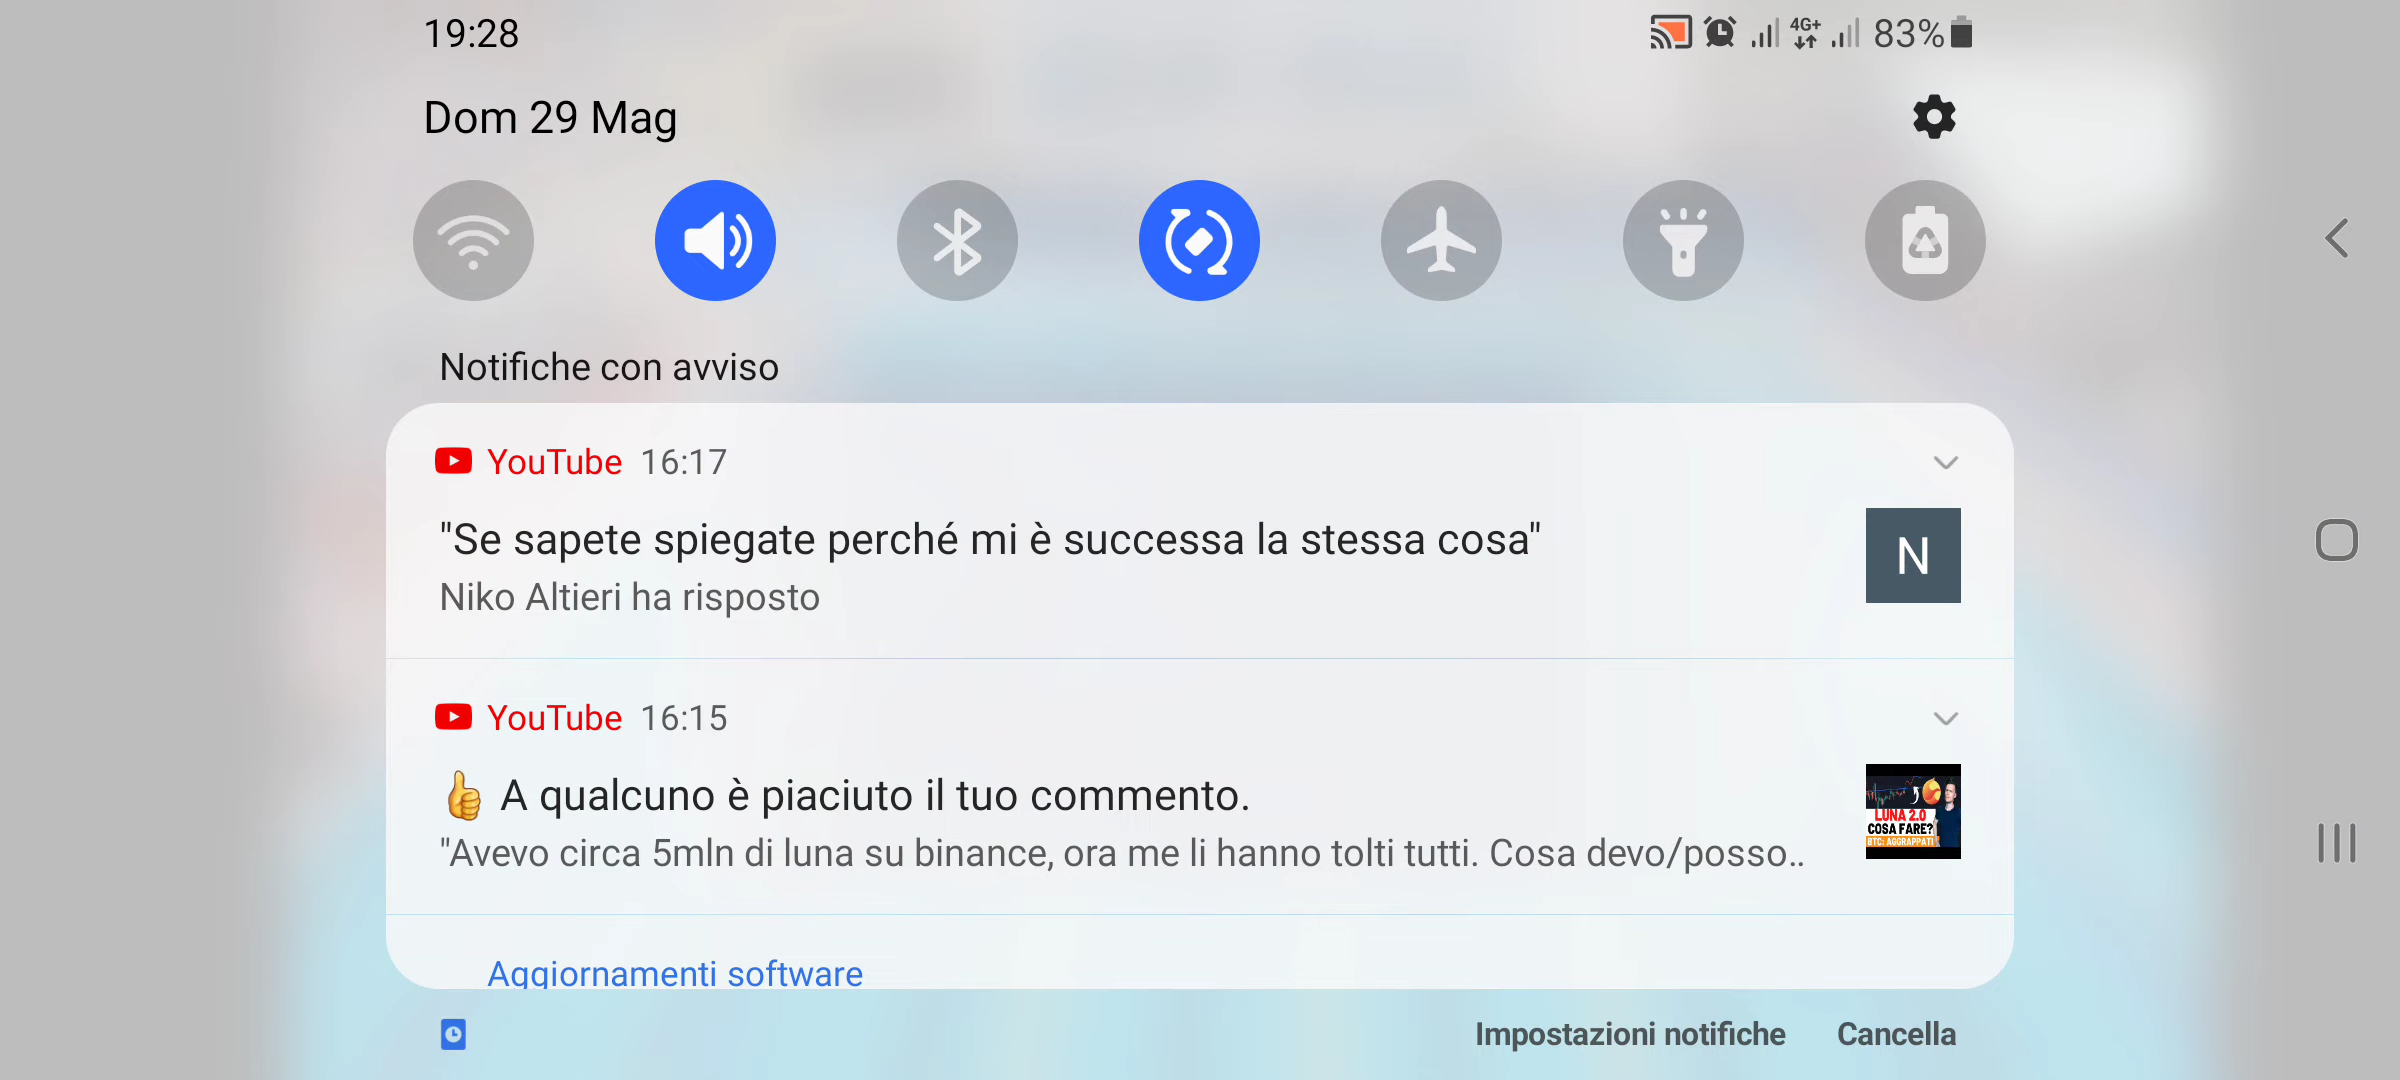 19:28
4G+
83%
Dom 29 Mag
Notifiche con avviso
YouTube 16:17
"Se sapete spiegate perché mi è successa la stessa cosa"
Niko Altieri ha risposto
N
YouTube 16:15
👍 A qualcuno è piaciuto il tuo commento.
"Avevo circa 5mln di luna su binance, ora me li hanno tolti tutti. Cosa devo/posso..
LUNA 2.0
COSA FARE?
BTC: AGGRAPPATI
Aggiornamenti software
Impostazioni notifiche
Cancella